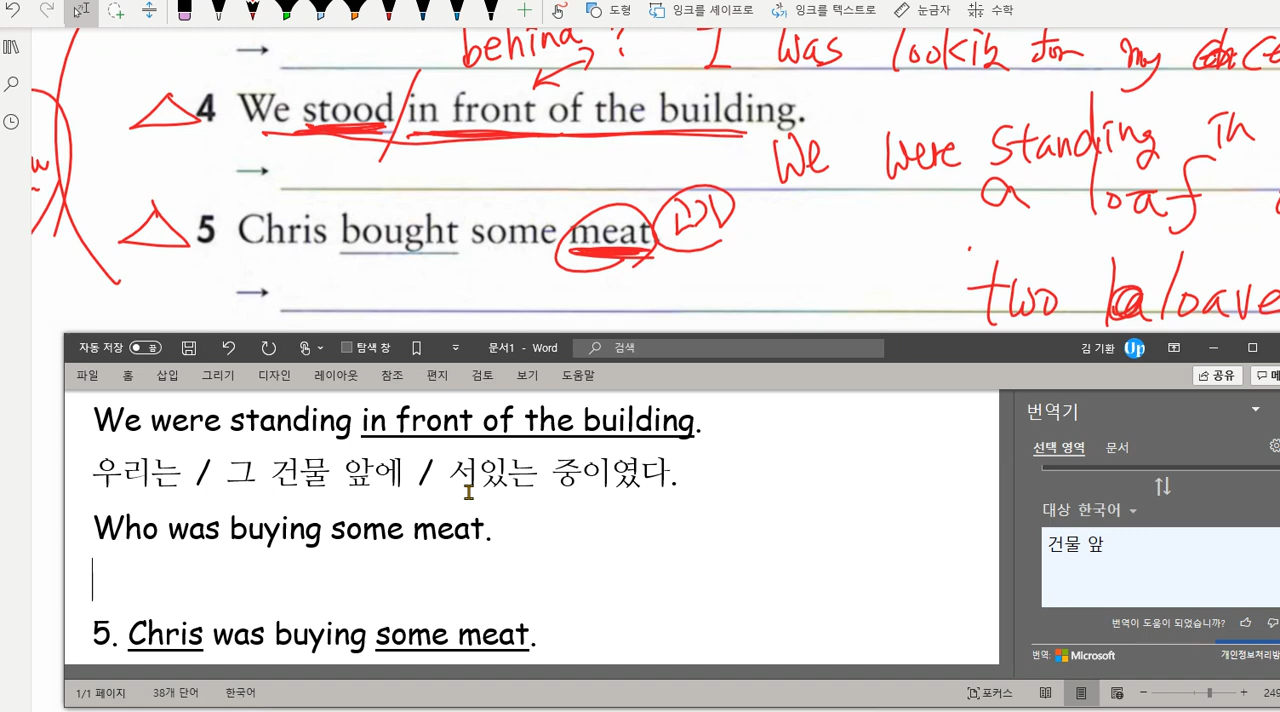 도형 잉크를 셰이프로 잉크를 텍스트로 눈금자 수학
→ behind? I was for my
4 We stood in front of the building.
→ We were standing in
a loaf
5 Chris bought some meat
→ two loave
자동 저장 끔 탐색 창 문서1 - Word 검색 김 기환 Up
파일 홈 삽입 그리기 디자인 레이아웃 참조 편지 검토 보기 도움말 공유 메
We were standing in front of the building.
우리는 / 그 건물 앞에 / 서있는 중이였다.
Who was buying some meat.
5. Chris was buying some meat.
번역기
선택 영역 문서
대상 한국어
건물 앞
번역이 도움이 되었습니까?
번역: Microsoft 개인정보처리방
1/1 페이지 38개 단어 한국어 포커스 249